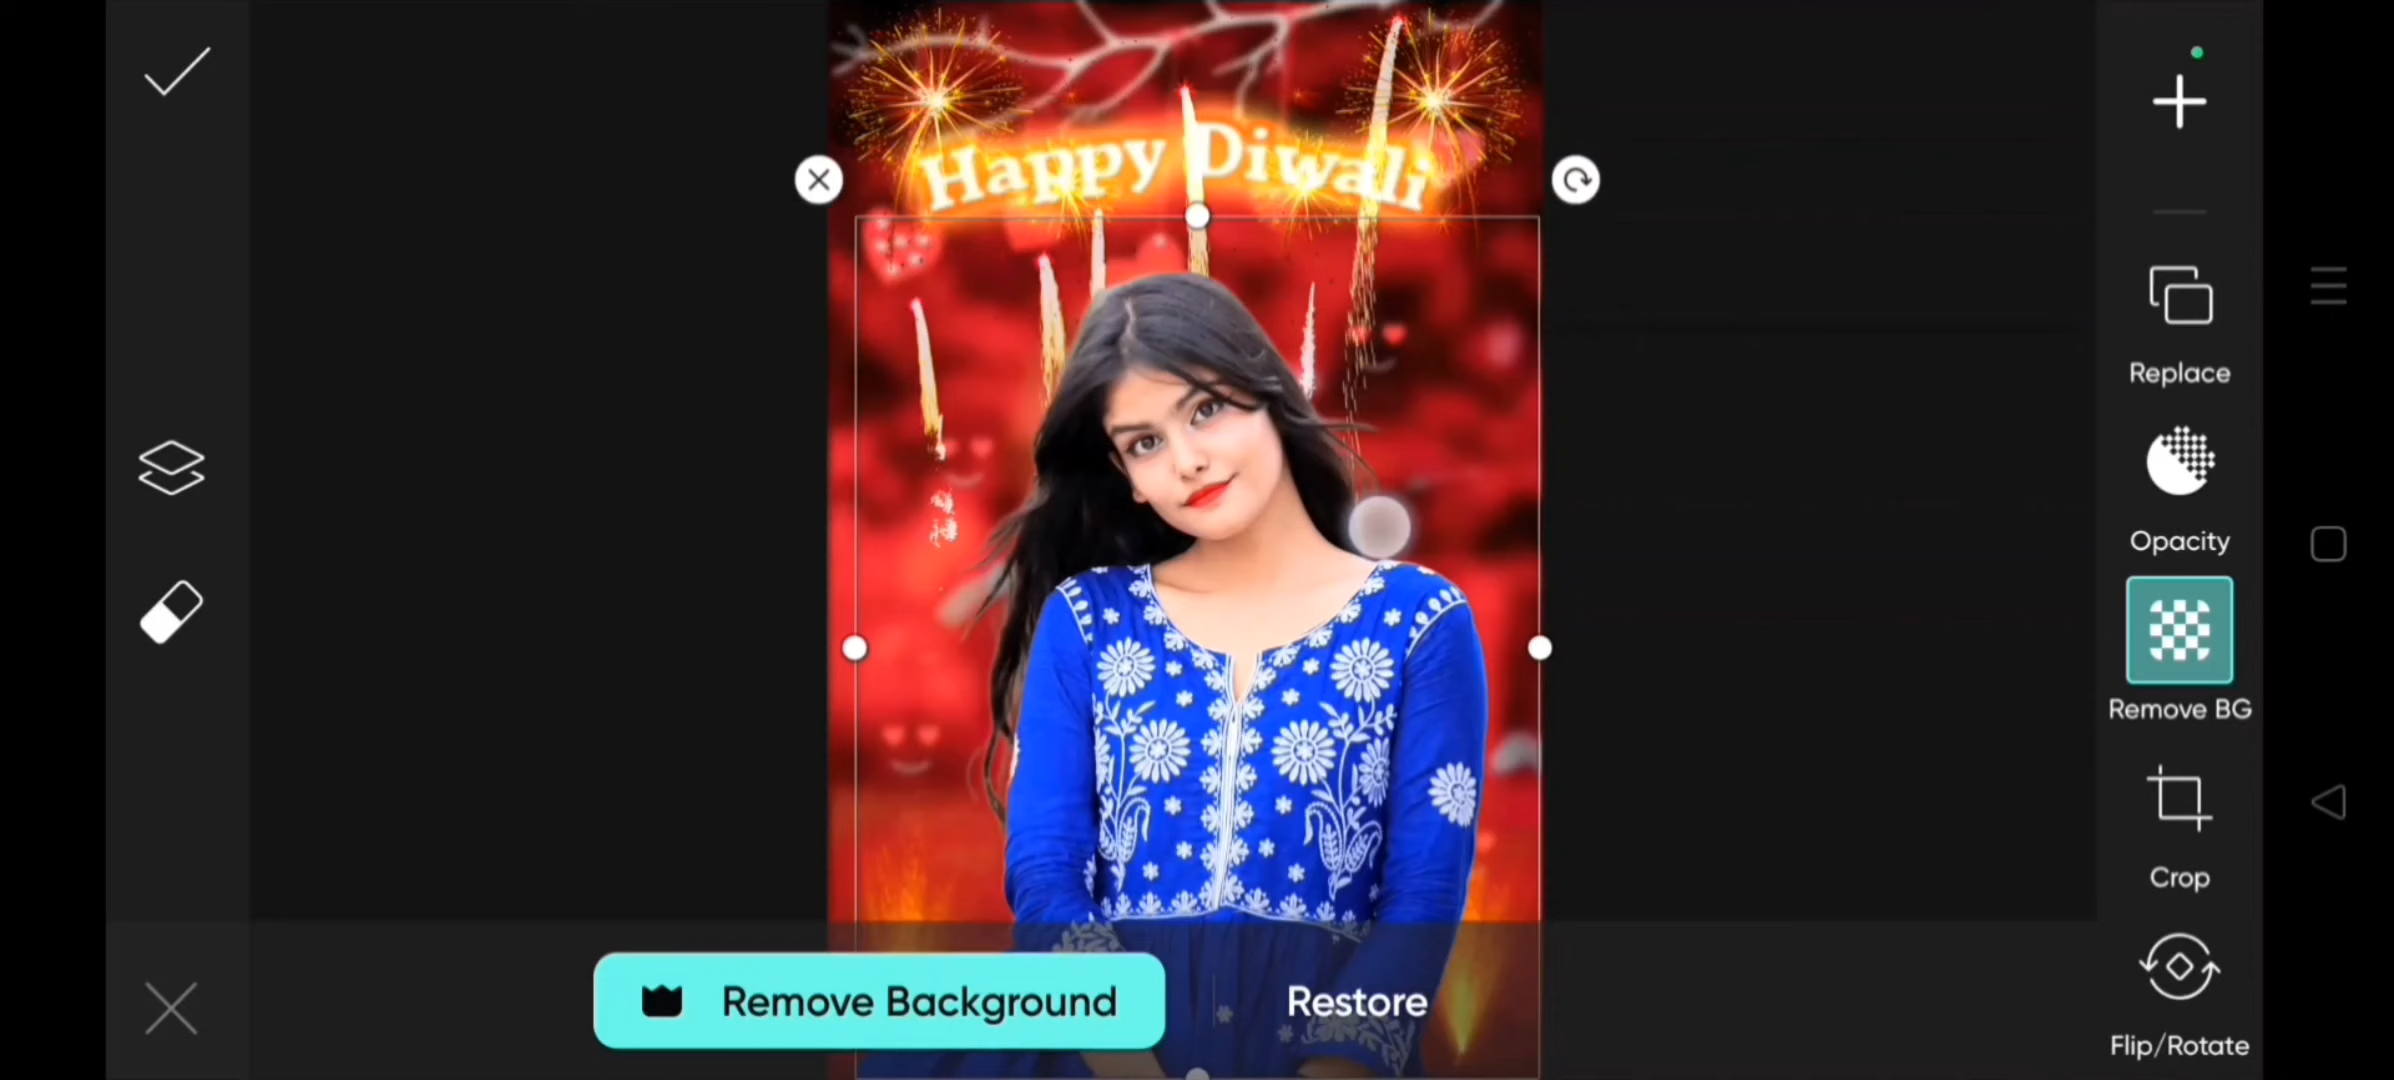 Happy Diwali
Replace
Opacity
Remove BG
Crop
Flip/Rotate
Remove Background
Restore